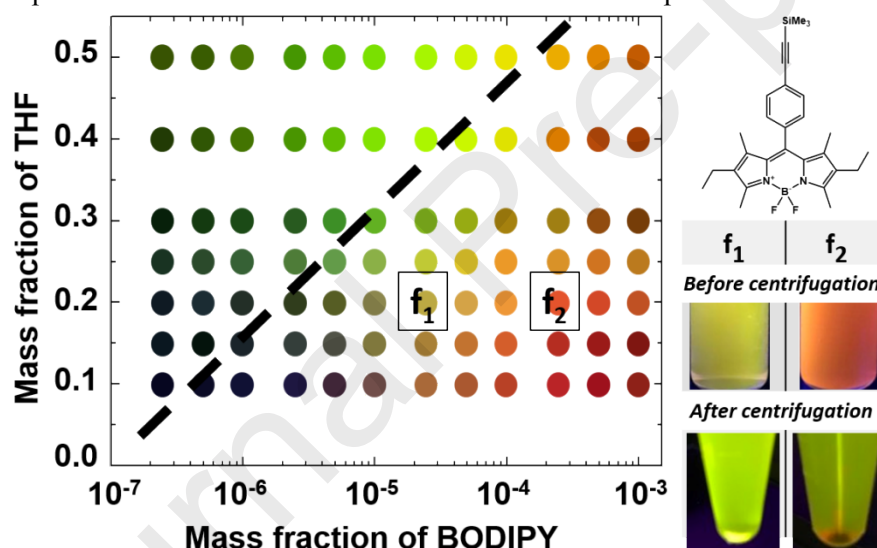 SiMe3
0.5
0.4
0.3
0.2
0.1
0.0
Mass fraction of THF
10-7
10-6
10-5
10-4
10-3
Mass fraction of BODIPY
f1
f2
N+
B
N
F
F
f1
f2
Before centrifugation
After centrifugation
urnal Pre-p